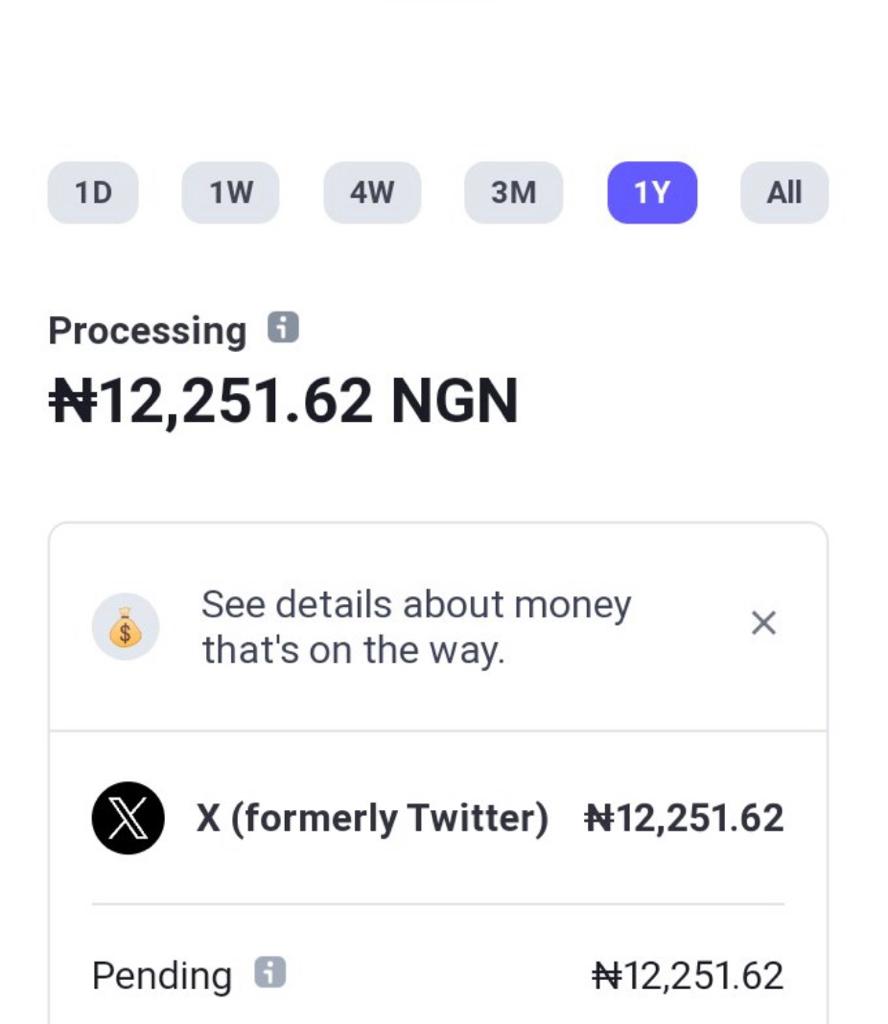 1D 1W 4W 3M 1Y All
Processing
₦12,251.62 NGN
See details about money
that's on the way.
X (formerly Twitter) ₦12,251.62
Pending ₦12,251.62